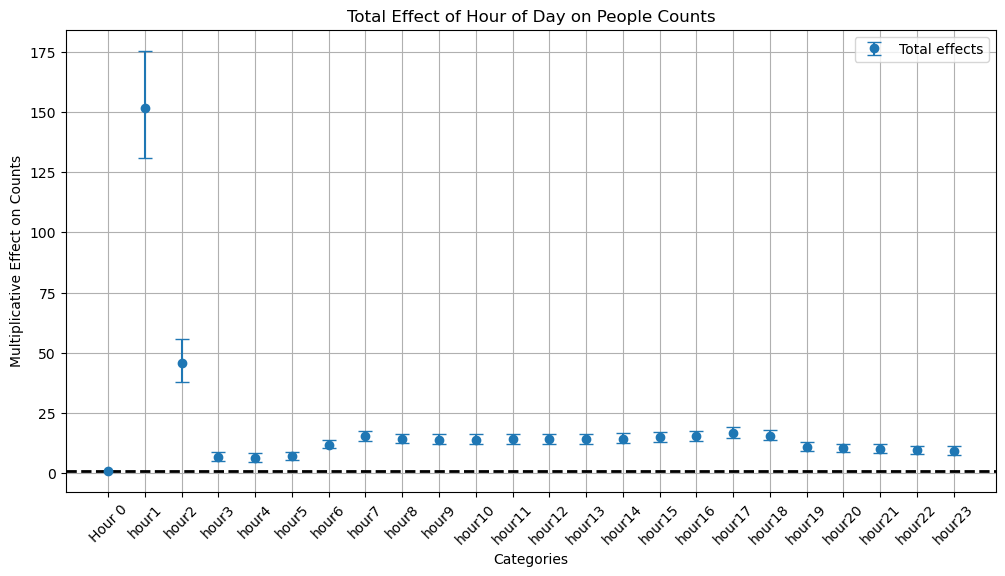 Total Effect of Hour of Day on People Counts
Total effects
Multiplicative Effect on Counts
175
150
125
100
75
50
25
0
Hour 0
hour1
hour2
hour3
hour4
hour5
hour6
hour7
hour8
hour9
hour10
hour11
hour12
hour13
hour14
hour15
hour16
hour17
hour18
hour19
hour20
hour21
hour22
hour23
Categories